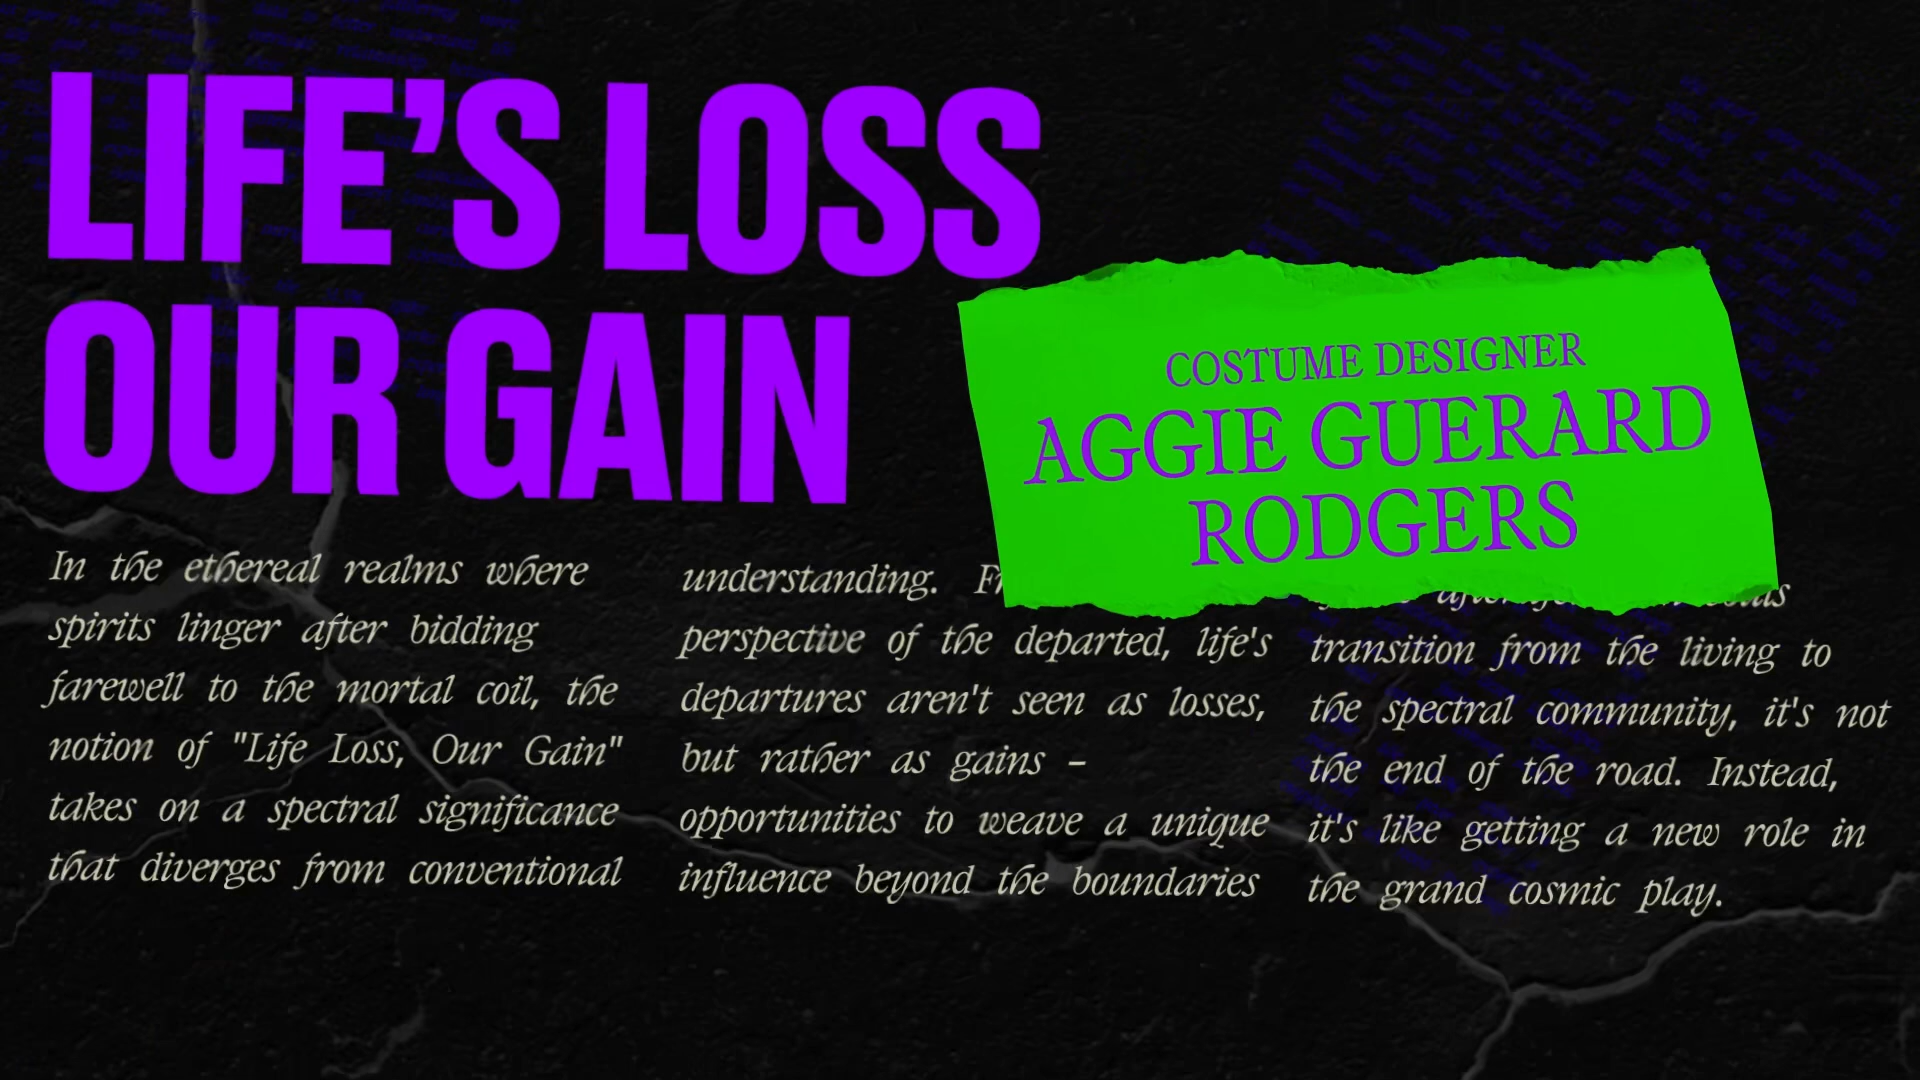 LIFE’S LOSS
OUR GAIN
COSTUME DESIGNER
AGGIE GUERARD
RODGERS
In the ethereal realms where
spirits linger after bidding
farewell to the mortal coil, the
notion of "Life Loss, Our Gain"
takes on a spectral significance
that diverges from conventional
understanding.
perspective of the departed, life's
departures aren't seen as losses,
but rather as gains –
opportunities to weave a unique
influence beyond the boundaries
transition from the living to
the spectral community, it's not
the end of the road. Instead,
it's like getting a new role in
the grand cosmic play.